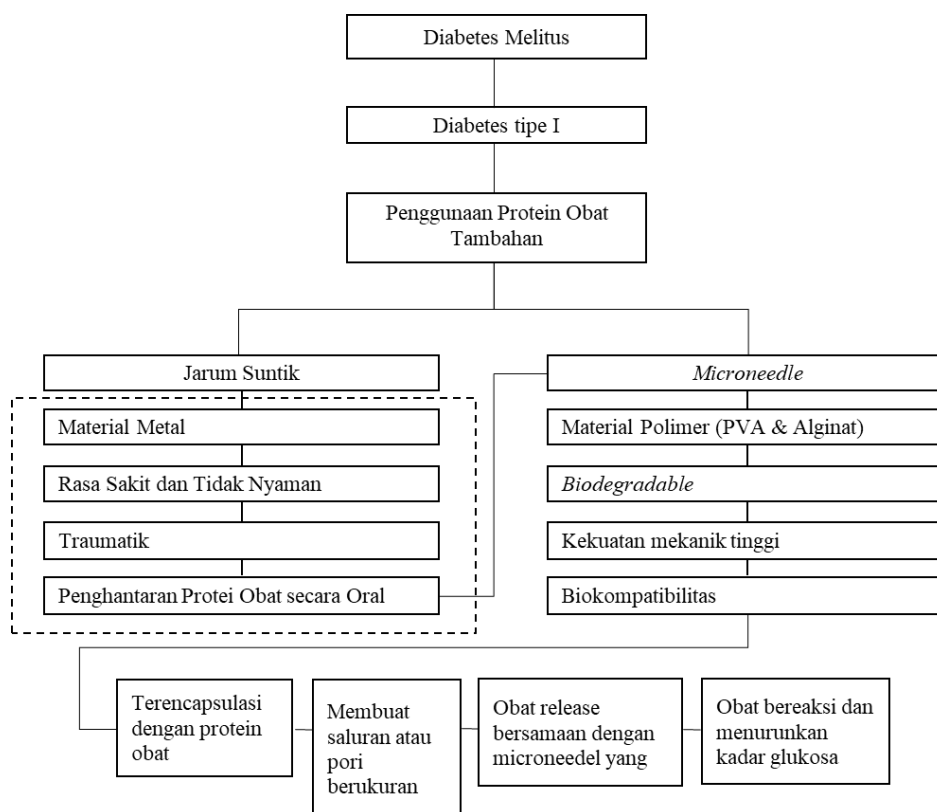 Diabetes Melitus
Diabetes tipe I
Penggunaan Protein Obat
Tambahan
Jarum Suntik
Material Metal
Rasa Sakit dan Tidak Nyaman
Traumatik
Penghantaran Protei Obat secara Oral
Microneedle
Material Polimer (PVA & Alginat)
Biodegradable
Kekuatan mekanik tinggi
Biokompatibilitas
Terencapsulasi
dengan protein
obat
Membuat
saluran atau
pori
berukuran
Obat release
bersamaan dengan
microneedel yang
Obat bereaksi dan
menurunkan
kadar glukosa